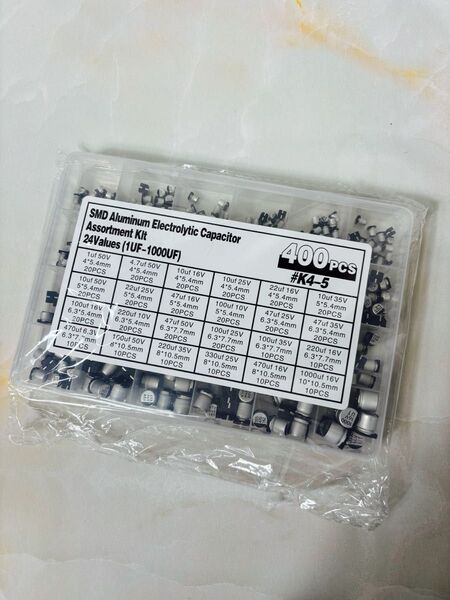 SMD Aluminum Electrolytic Capacitor
Assortment Kit
24Values (1UF-1000UF)
400PCS
#K4-5
1uf 50V
4*5.4mm
20PCS
4.7uf 50V
4*5.4mm
20PCS
10uf 16V
4*5.4mm
20PCS
10uf 25V
4*5.4mm
20PCS
22uf 16V
4*5.4mm
20PCS
10uf 35V
5*5.4mm
20PCS
10uf 50V
5*5.4mm
20PCS
22uf 25V
5*5.4mm
20PCS
47uf 16V
5*5.4mm
20PCS
100uf 10V
5*5.4mm
20PCS
47uf 25V
6.3*5.4mm
20PCS
47uf 35V
6.3*5.4mm
20PCS
100uf 16V
6.3*5.4mm
20PCS
220uf 10V
6.3*5.4mm
20PCS
47uf 50V
6.3*7.7mm
20PCS
100uf 25V
6.3*7.7mm
20PCS
100uf 35V
6.3*7.7mm
10PCS
220uf 16V
6.3*7.7mm
10PCS
470uf 6.3V
6.3*7.7mm
10PCS
100uf 50V
8*10.5mm
10PCS
220uf 35V
8*10.5mm
10PCS
330uf 25V
8*10.5mm
10PCS
470uf 16V
8*10.5mm
10PCS
1000uf 16V
10*10.5mm
10PCS